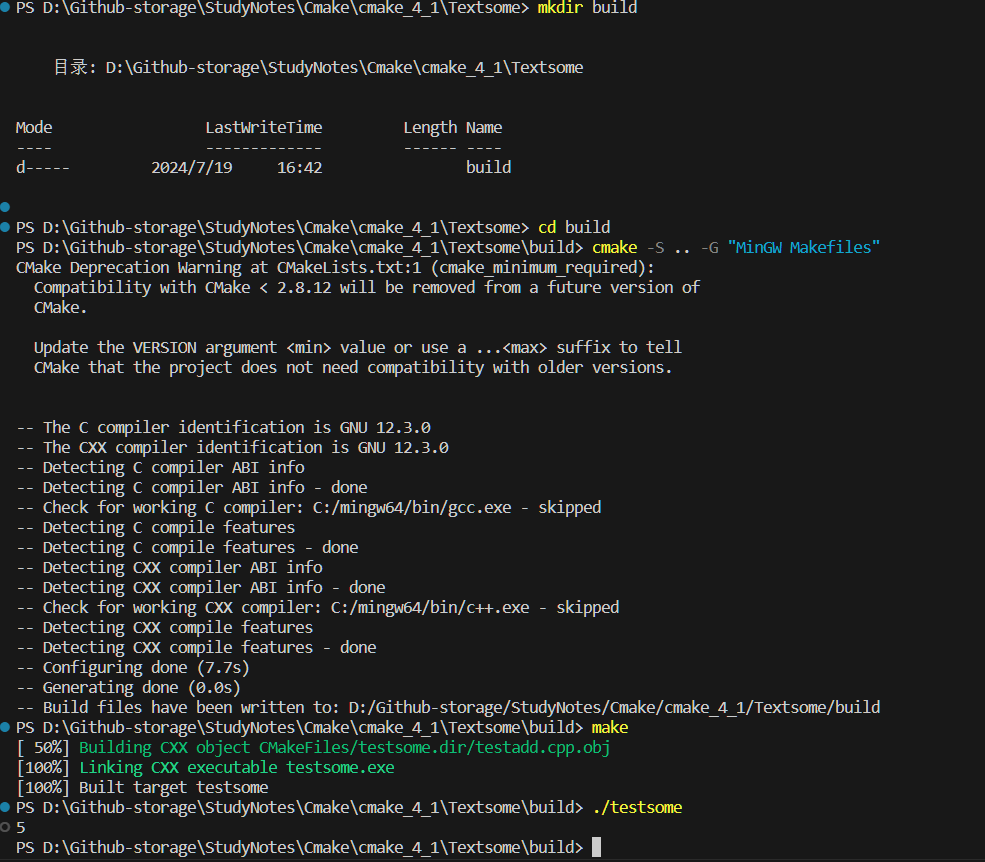 PS D:\Github-storage\StudyNotes\Cmake\cmake_4_1\Textsome> mkdir build
目录: D:\Github-storage\StudyNotes\Cmake\cmake_4_1\Textsome
Mode LastWriteTime Length Name
---- ------------- ------ ----
d----- 2024/7/19 16:42 build
PS D:\Github-storage\StudyNotes\Cmake\cmake_4_1\Textsome> cd build
PS D:\Github-storage\StudyNotes\Cmake\cmake_4_1\Textsome\build> cmake -S .. -G "MinGW Makefiles"
CMake Deprecation Warning at CMakeLists.txt:1 (cmake_minimum_required):
Compatibility with CMake < 2.8.12 will be removed from a future version of
CMake.
Update the VERSION argument <min> value or use a ...<max> suffix to tell
CMake that the project does not need compatibility with older versions.
-- The C compiler identification is GNU 12.3.0
-- The CXX compiler identification is GNU 12.3.0
-- Detecting C compiler ABI info
-- Detecting C compiler ABI info - done
-- Check for working C compiler: C:/mingw64/bin/gcc.exe - skipped
-- Detecting C compile features
-- Detecting C compile features - done
-- Detecting CXX compiler ABI info
-- Detecting CXX compiler ABI info - done
-- Check for working CXX compiler: C:/mingw64/bin/c++.exe - skipped
-- Detecting CXX compile features
-- Detecting CXX compile features - done
-- Configuring done (7.7s)
-- Generating done (0.0s)
-- Build files have been written to: D:/Github-storage/StudyNotes/Cmake/cmake_4_1/Textsome/build
PS D:\Github-storage\StudyNotes\Cmake\cmake_4_1\Textsome\build> make
[ 50%] Building CXX object CMakeFiles/testsome.dir/testadd.cpp.obj
[100%] Linking CXX executable testsome.exe
[100%] Built target testsome
PS D:\Github-storage\StudyNotes\Cmake\cmake_4_1\Textsome\build> ./testsome
5
PS D:\Github-storage\StudyNotes\Cmake\cmake_4_1\Textsome\build>